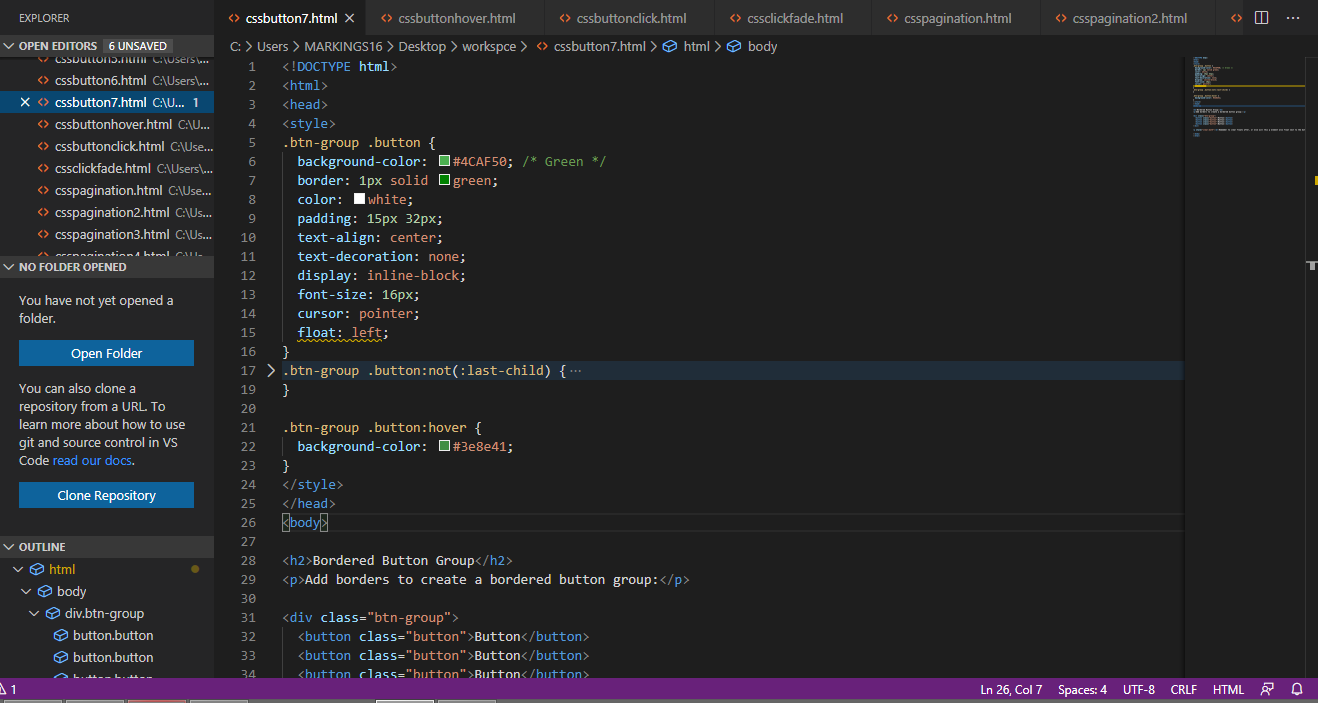 EXPLORER
OPEN EDITORS 6 UNSAVED
cssbutton5.html C:\Users\...
cssbutton6.html C:\Users\...
cssbutton7.html C:\U... 1
cssbuttonhover.html C:\U...
cssbuttonclick.html C:\Use...
cssclickfade.html C:\Users\...
csspagination.html C:\Use...
csspagination2.html C:\Us...
csspagination3.html C:\Us...
csspagination4.html C:\Us...
NO FOLDER OPENED
You have not yet opened a
folder.
Open Folder
You can also clone a
repository from a URL. To
learn more about how to use
git and source control in VS
Code read our docs.
Clone Repository
OUTLINE
html
body
div.btn-group
button.button
button.button
button.button
cssbutton7.html cssbuttonhover.html cssbuttonclick.html cssclickfade.html csspagination.html csspagination2.html
C: > Users > MARKINGS16 > Desktop > workspce > cssbutton7.html > html > body
1 <!DOCTYPE html>
2 <html>
3 <head>
4 <style>
5 .btn-group .button {
6 background-color: #4CAF50; /* Green */
7 border: 1px solid green;
8 color: white;
9 padding: 15px 32px;
10 text-align: center;
11 text-decoration: none;
12 display: inline-block;
13 font-size: 16px;
14 cursor: pointer;
15 float: left;
16 }
17 .btn-group .button:not(:last-child) {···
19 }
20
21 .btn-group .button:hover {
22 background-color: #3e8e41;
23 }
24 </style>
25 </head>
26 <body>
27
28 <h2>Bordered Button Group</h2>
29 <p>Add borders to create a bordered button group:</p>
30
31 <div class="btn-group">
32 <button class="button">Button</button>
33 <button class="button">Button</button>
34 <button class="button">Button</button>
1 Ln 26, Col 7 Spaces: 4 UTF-8 CRLF HTML